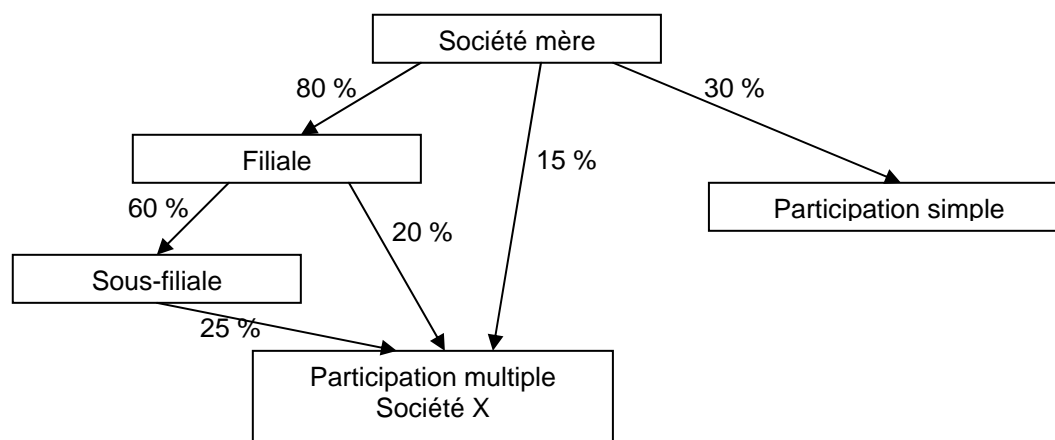 Société mère
80 %
30 %
Filiale
15 %
Participation simple
60 %
20 %
Sous-filiale
25 %
Participation multiple
Société X